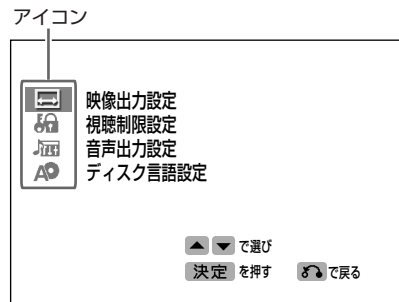 アイコン
映像出力設定
視聴制限設定
音声出力設定
ディスク言語設定
▲ ▼ で選び
決定 を押す で戻る